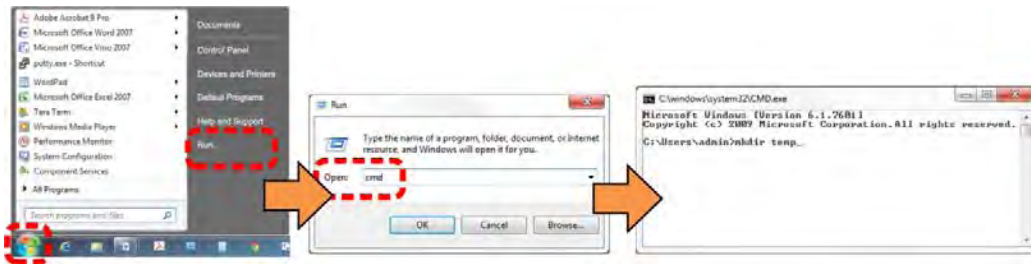 Adobe Acrobat 9 Pro
Microsoft Office Word 2007
Microsoft Office Visio 2007
putty.exe - Shortcut
WordPad
Microsoft Office Excel 2007
Tera Term
Windows Media Player
Performance Monitor
System Configuration
Component Services
All Programs
Search programs and files
Documents
Control Panel
Devices and Printers
Default Programs
Help and Support
Run...
Run
Type the name of a program, folder, document, or Internet
resource, and Windows will open it for you.
Open: cmd
OK Cancel Browse...
C:\windows\system32\CMD.exe
Microsoft Windows [Version 6.1.7601]
Copyright (c) 2009 Microsoft Corporation.All rights reserved.
C:\Users\admin>mkdir temp_